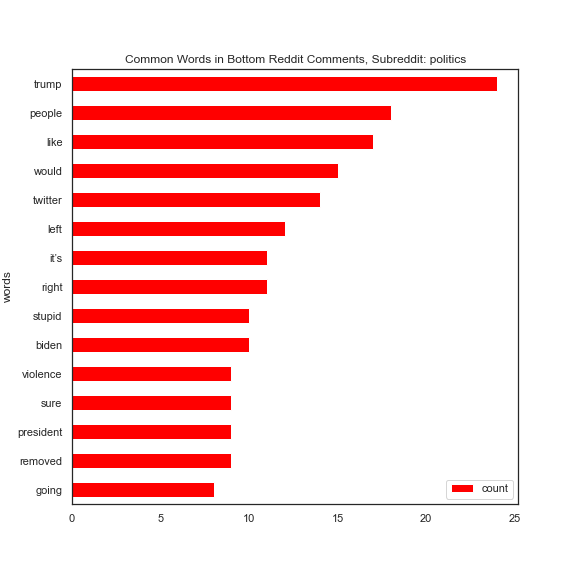 Common Words in Bottom Reddit Comments, Subreddit: politics
words
trump
people
like
would
twitter
left
it's
right
stupid
biden
violence
sure
president
removed
going
count
0 5 10 15 20 25